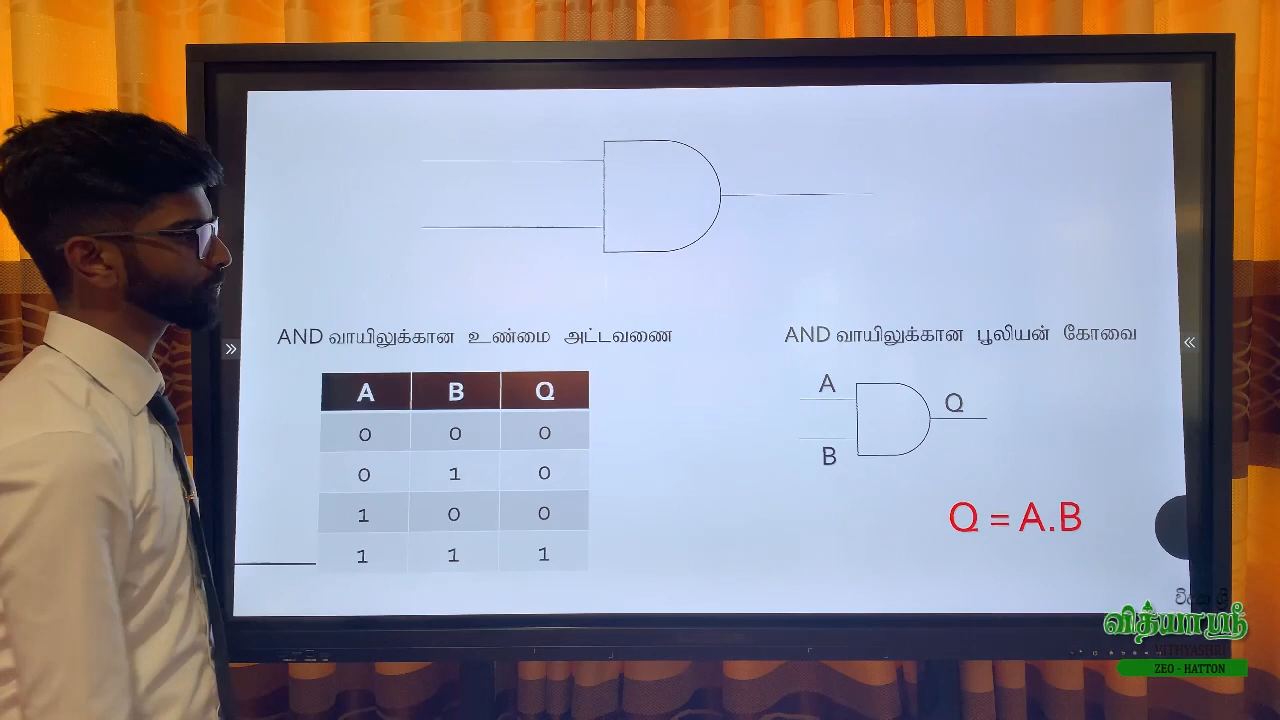 AND வாயிலுக்கான உண்மை அட்டவணை
A B Q
0 0 0
0 1 0
1 0 0
1 1 1
AND வாயிலுக்கான பூலியன் கோவை
A
Q
B
Q = A.B
வித்யாஸ்ரீ
VITHYASHRI
ZEO - HATTON